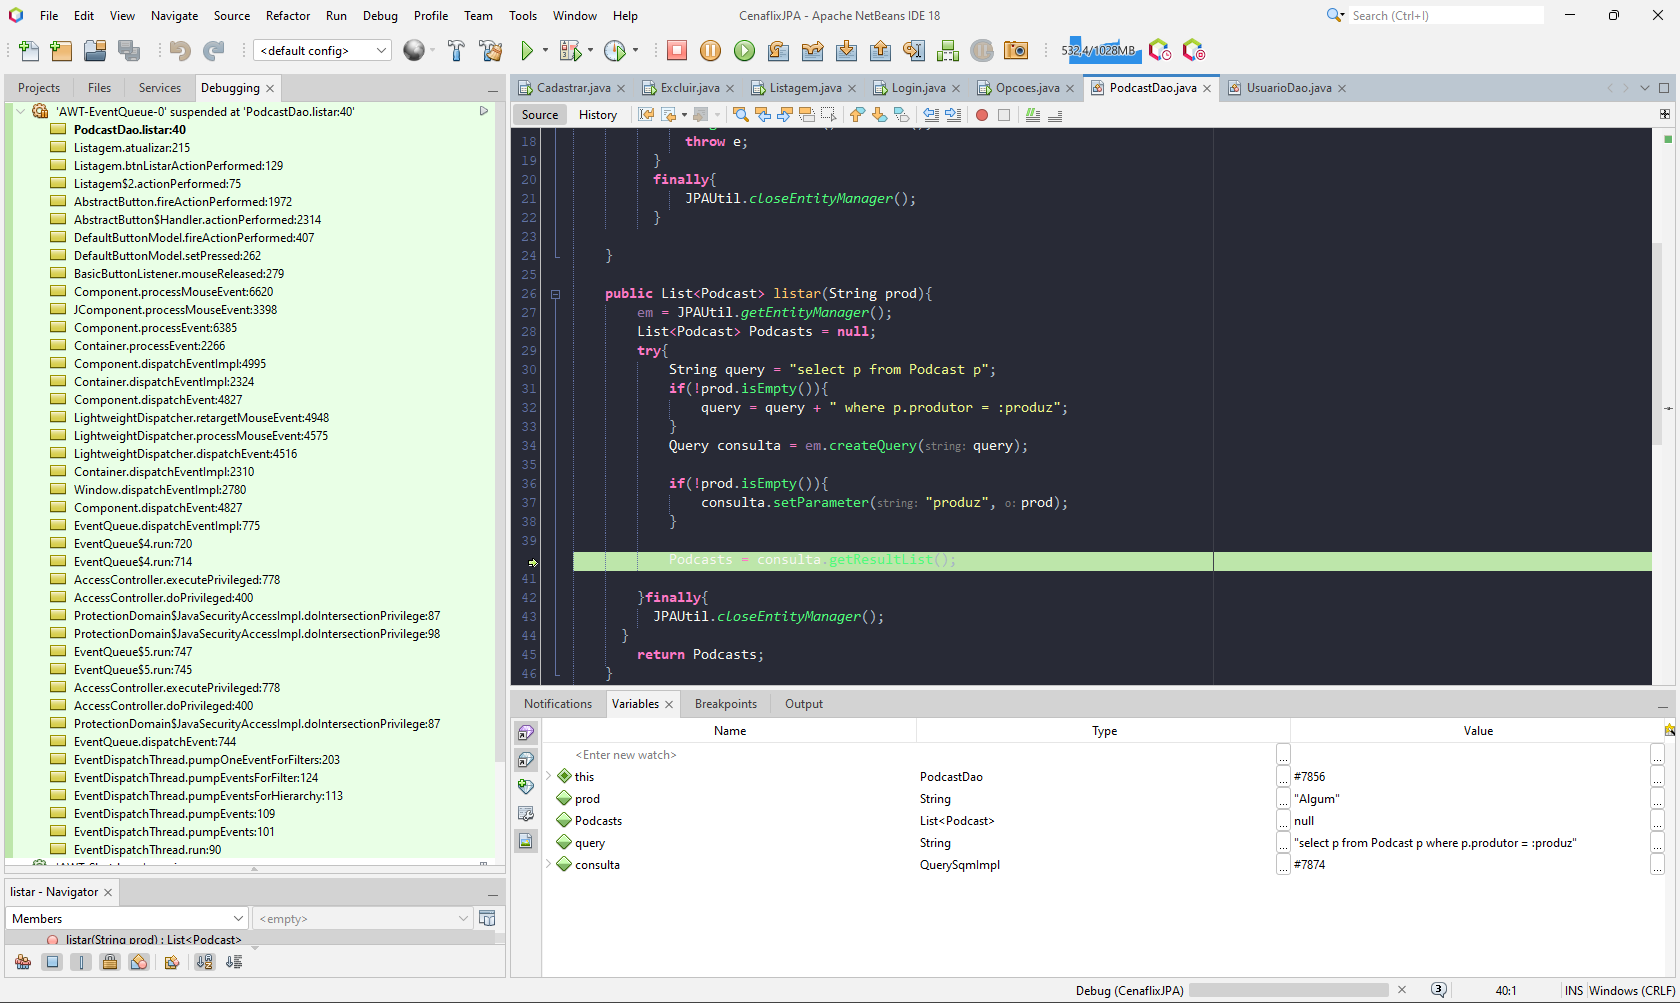 File Edit View Navigate Source Refactor Run Debug Profile Team Tools Window Help
CenaflixJPA - Apache NetBeans IDE 18
Search (Ctrl+I)
<default config>
532,4/1028MB
Projects Files Services Debugging
'AWT-EventQueue-0' suspended at 'PodcastDao.listar:40'
PodcastDao.listar:40
Listagem.atualizar:215
Listagem.btnListarActionPerformed:129
Listagem$2.actionPerformed:75
AbstractButton.fireActionPerformed:1972
AbstractButton$Handler.actionPerformed:2314
DefaultButtonModel.fireActionPerformed:407
DefaultButtonModel.setPressed:262
BasicButtonListener.mouseReleased:279
Component.processMouseEvent:6620
JComponent.processMouseEvent:3398
Component.processEvent:6385
Container.processEvent:2266
Component.dispatchEventImpl:4995
Container.dispatchEventImpl:2324
Component.dispatchEvent:4827
LightweightDispatcher.retargetMouseEvent:4948
LightweightDispatcher.processMouseEvent:4575
LightweightDispatcher.dispatchEvent:4516
Container.dispatchEventImpl:2310
Window.dispatchEventImpl:2780
Component.dispatchEvent:4827
EventQueue.dispatchEventImpl:775
EventQueue$4.run:720
EventQueue$4.run:714
AccessController.executePrivileged:778
AccessController.doPrivileged:400
ProtectionDomain$JavaSecurityAccessImpl.doIntersectionPrivilege:87
ProtectionDomain$JavaSecurityAccessImpl.doIntersectionPrivilege:98
EventQueue$5.run:747
EventQueue$5.run:745
AccessController.executePrivileged:778
AccessController.doPrivileged:400
ProtectionDomain$JavaSecurityAccessImpl.doIntersectionPrivilege:87
EventQueue.dispatchEvent:744
EventDispatchThread.pumpOneEventForFilters:203
EventDispatchThread.pumpEventsForFilter:124
EventDispatchThread.pumpEventsForHierarchy:113
EventDispatchThread.pumpEvents:109
EventDispatchThread.pumpEvents:101
EventDispatchThread.run:90
listar - Navigator
Members <empty>
listar(String prod) : List<Podcast>
Cadastrar.java Excluir.java Listagem.java Login.java Opcoes.java PodcastDao.java UsuarioDao.java
Source History
18 throw e;
19 }
20 finally{
21 JPAUtil.closeEntityManager();
22 }
23
24 }
25
26 public List<Podcast> listar(String prod){
27 em = JPAUtil.getEntityManager();
28 List<Podcast> Podcasts = null;
29 try{
30 String query = "select p from Podcast p";
31 if(!prod.isEmpty()){
32 query = query + " where p.produtor = :produz";
33 }
34 Query consulta = em.createQuery(string: query);
35
36 if(!prod.isEmpty()){
37 consulta.setParameter(string: "produz", o: prod);
38 }
39
Podcasts = consulta.getResultList();
41
42 }finally{
43 JPAUtil.closeEntityManager();
44 }
45 return Podcasts;
46 }
Notifications Variables Breakpoints Output
Name Type Value
<Enter new watch> ... ...
this PodcastDao ... #7856 ...
prod String ... "Algum" ...
Podcasts List<Podcast> ... null ...
query String ... "select p from Podcast p where p.produtor = :produz" ...
consulta QuerySqmImpl ... #7874 ...
Debug (CenaflixJPA) 3 40:1 INS Windows (CRLF)